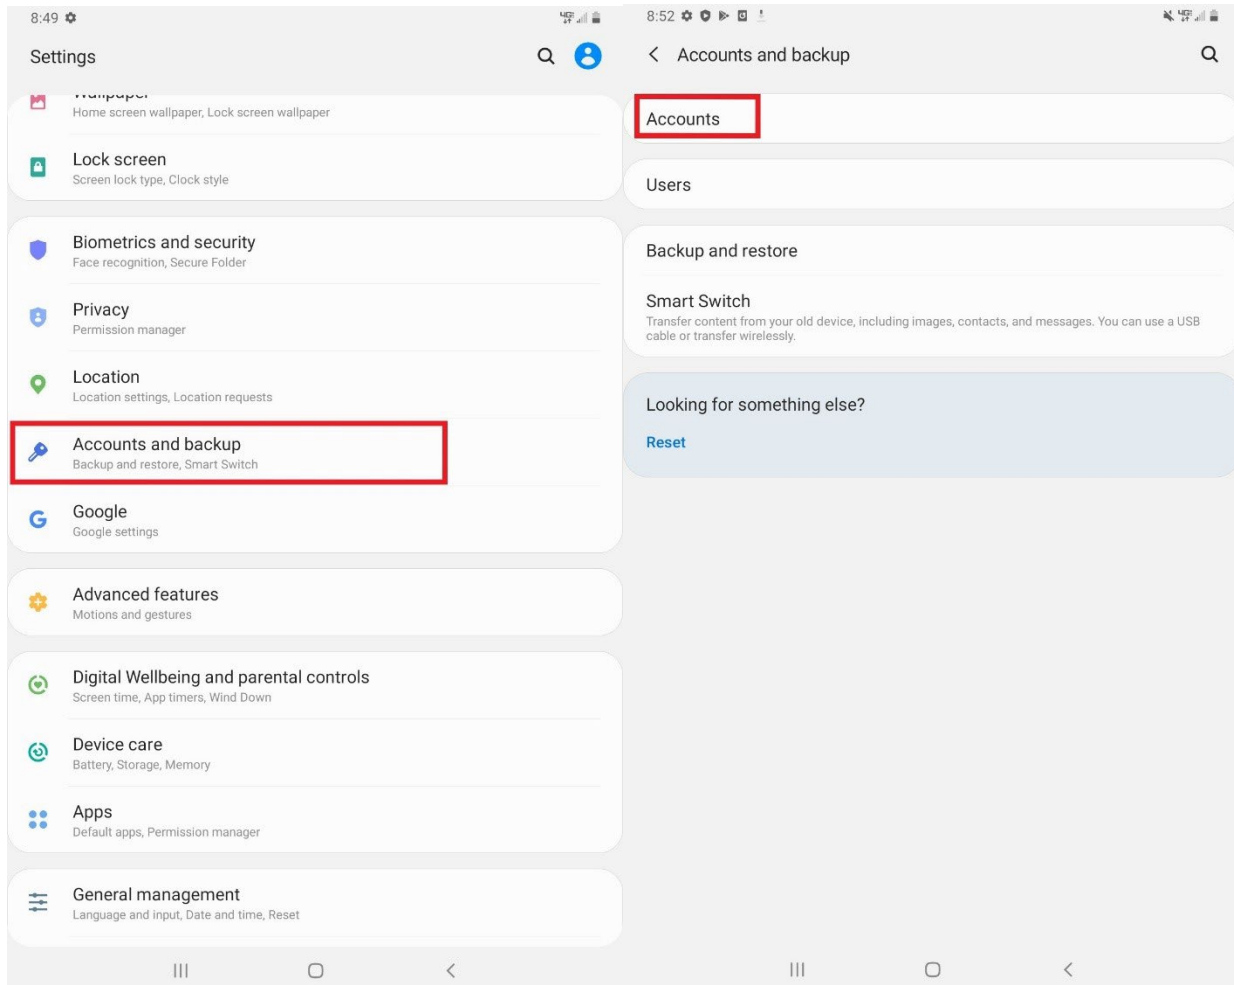 8:49
Settings
Wallpaper
Home screen wallpaper, Lock screen wallpaper
Lock screen
Screen lock type, Clock style
Biometrics and security
Face recognition, Secure Folder
Privacy
Permission manager
Location
Location settings, Location requests
Accounts and backup
Backup and restore, Smart Switch
Google
Google settings
Advanced features
Motions and gestures
Digital Wellbeing and parental controls
Screen time, App timers, Wind Down
Device care
Battery, Storage, Memory
Apps
Default apps, Permission manager
General management
Language and input, Date and time, Reset
8:52
Accounts and backup
Accounts
Users
Backup and restore
Smart Switch
Transfer content from your old device, including images, contacts, and messages. You can use a USB
cable or transfer wirelessly.
Looking for something else?
Reset